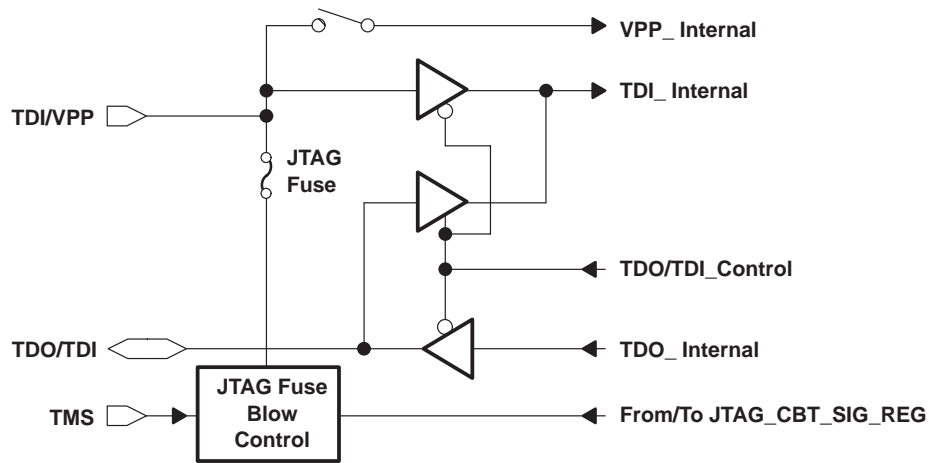 VPP_ Internal
TDI_ Internal
TDI/VPP
JTAG
Fuse
TDO/TDI_Control
TDO/TDI
TDO_ Internal
JTAG Fuse
Blow
Control
TMS
From/To JTAG_CBT_SIG_REG